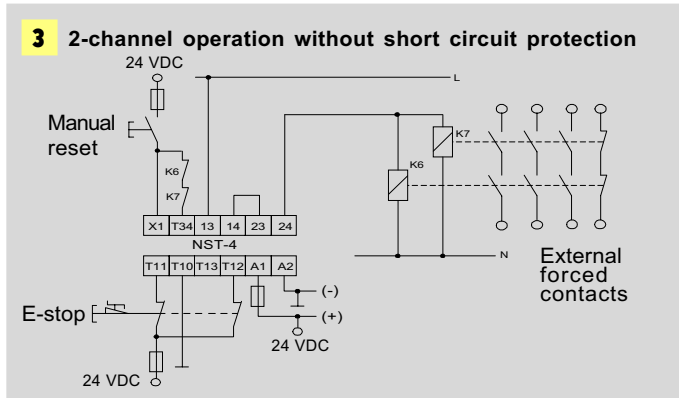 3 2-channel operation without short circuit protection
24 VDC
L
Manual
reset
K7
K6
K6
K7
X1 T34 13 14 23 24
NST-4
T11 T10 T13 T12 A1 A2
N
External
forced
contacts
(-)
(+)
E-stop
24 VDC
24 VDC